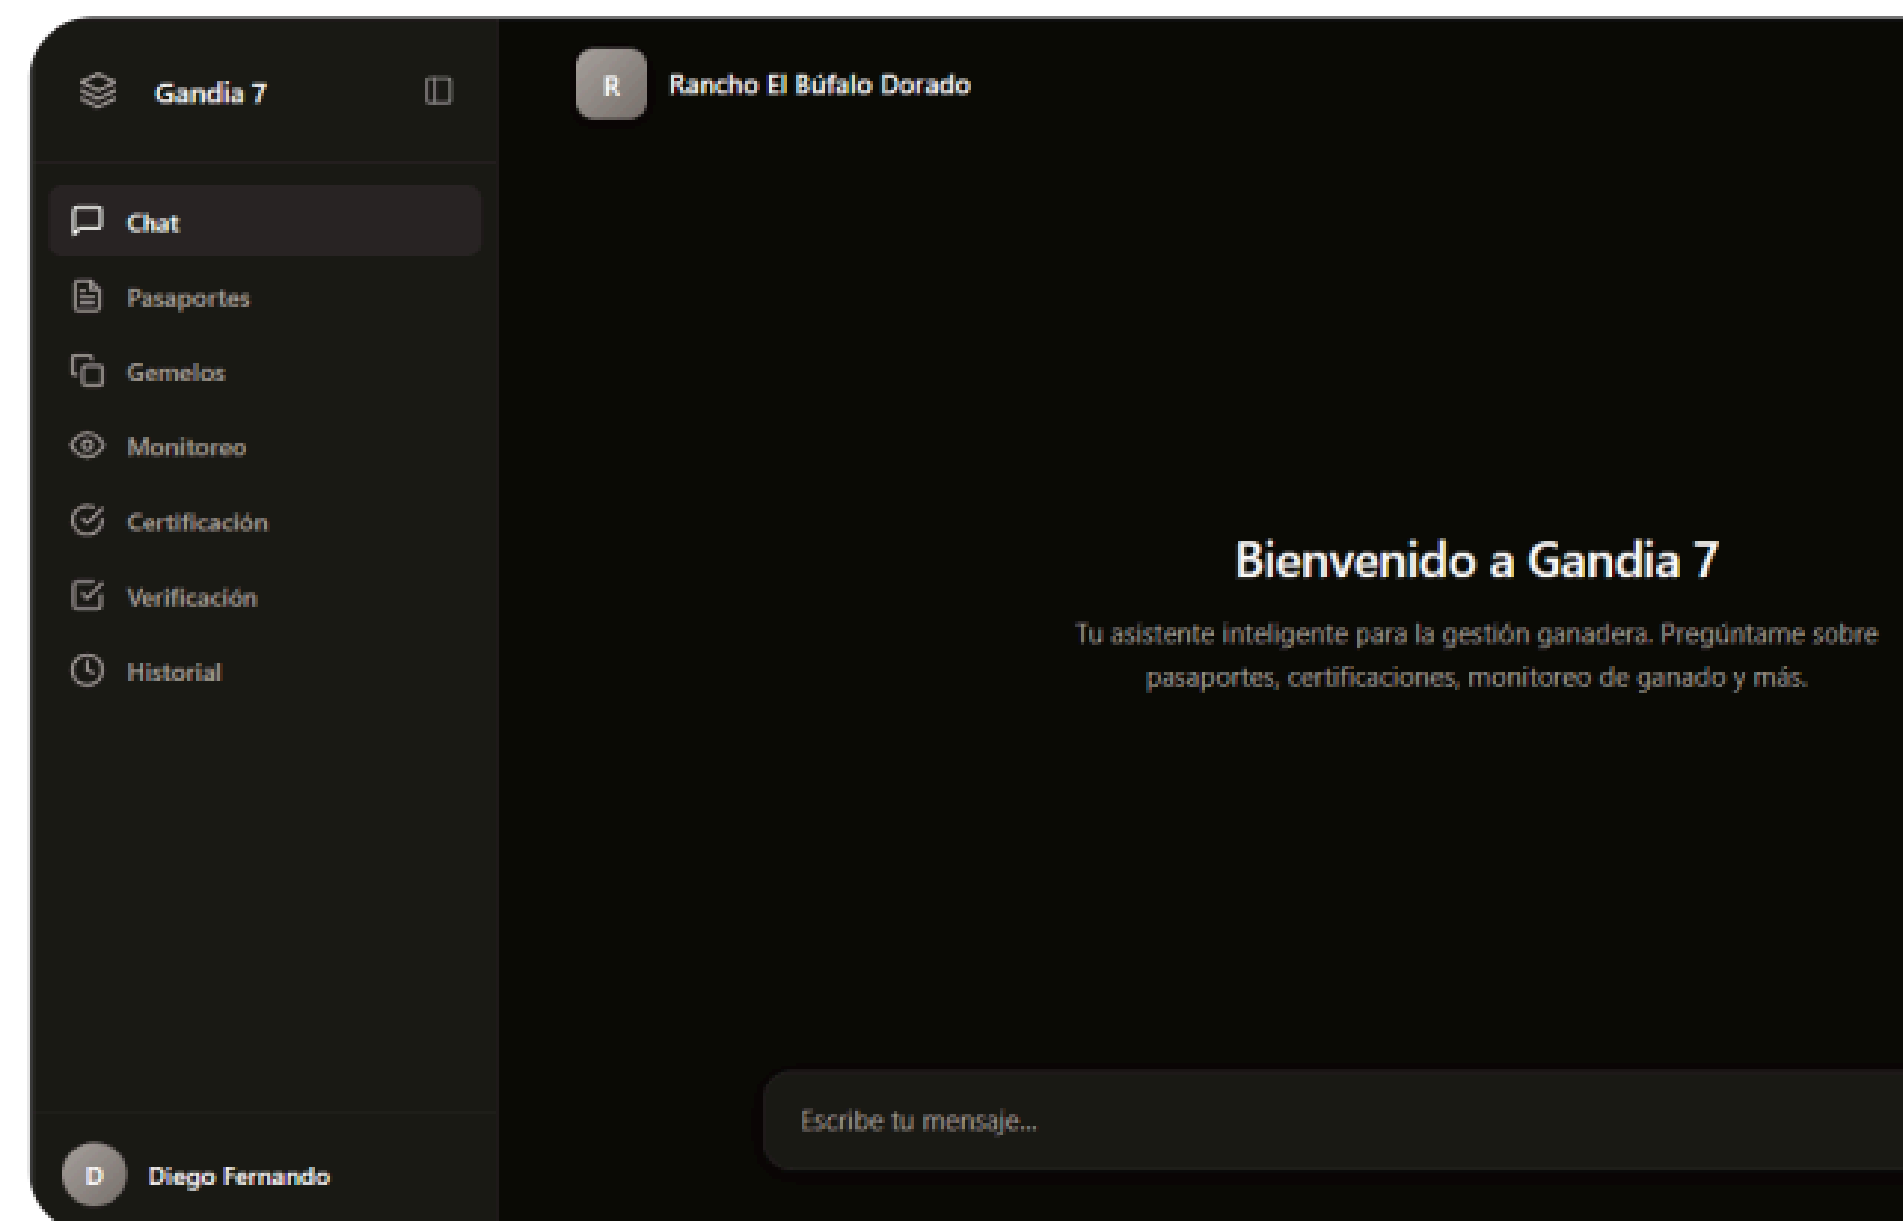 Gandia 7
Chat
Pasaportes
Gemelos
Monitoreo
Certificación
Verificación
Historial
D
Diego Fernando
R
Rancho El Búfalo Dorado
Bienvenido a Gandia 7
Tu asistente inteligente para la gestión ganadera. Pregúntame sobre
pasaportes, certificaciones, monitoreo de ganado y más.
Escribe tu mensaje...